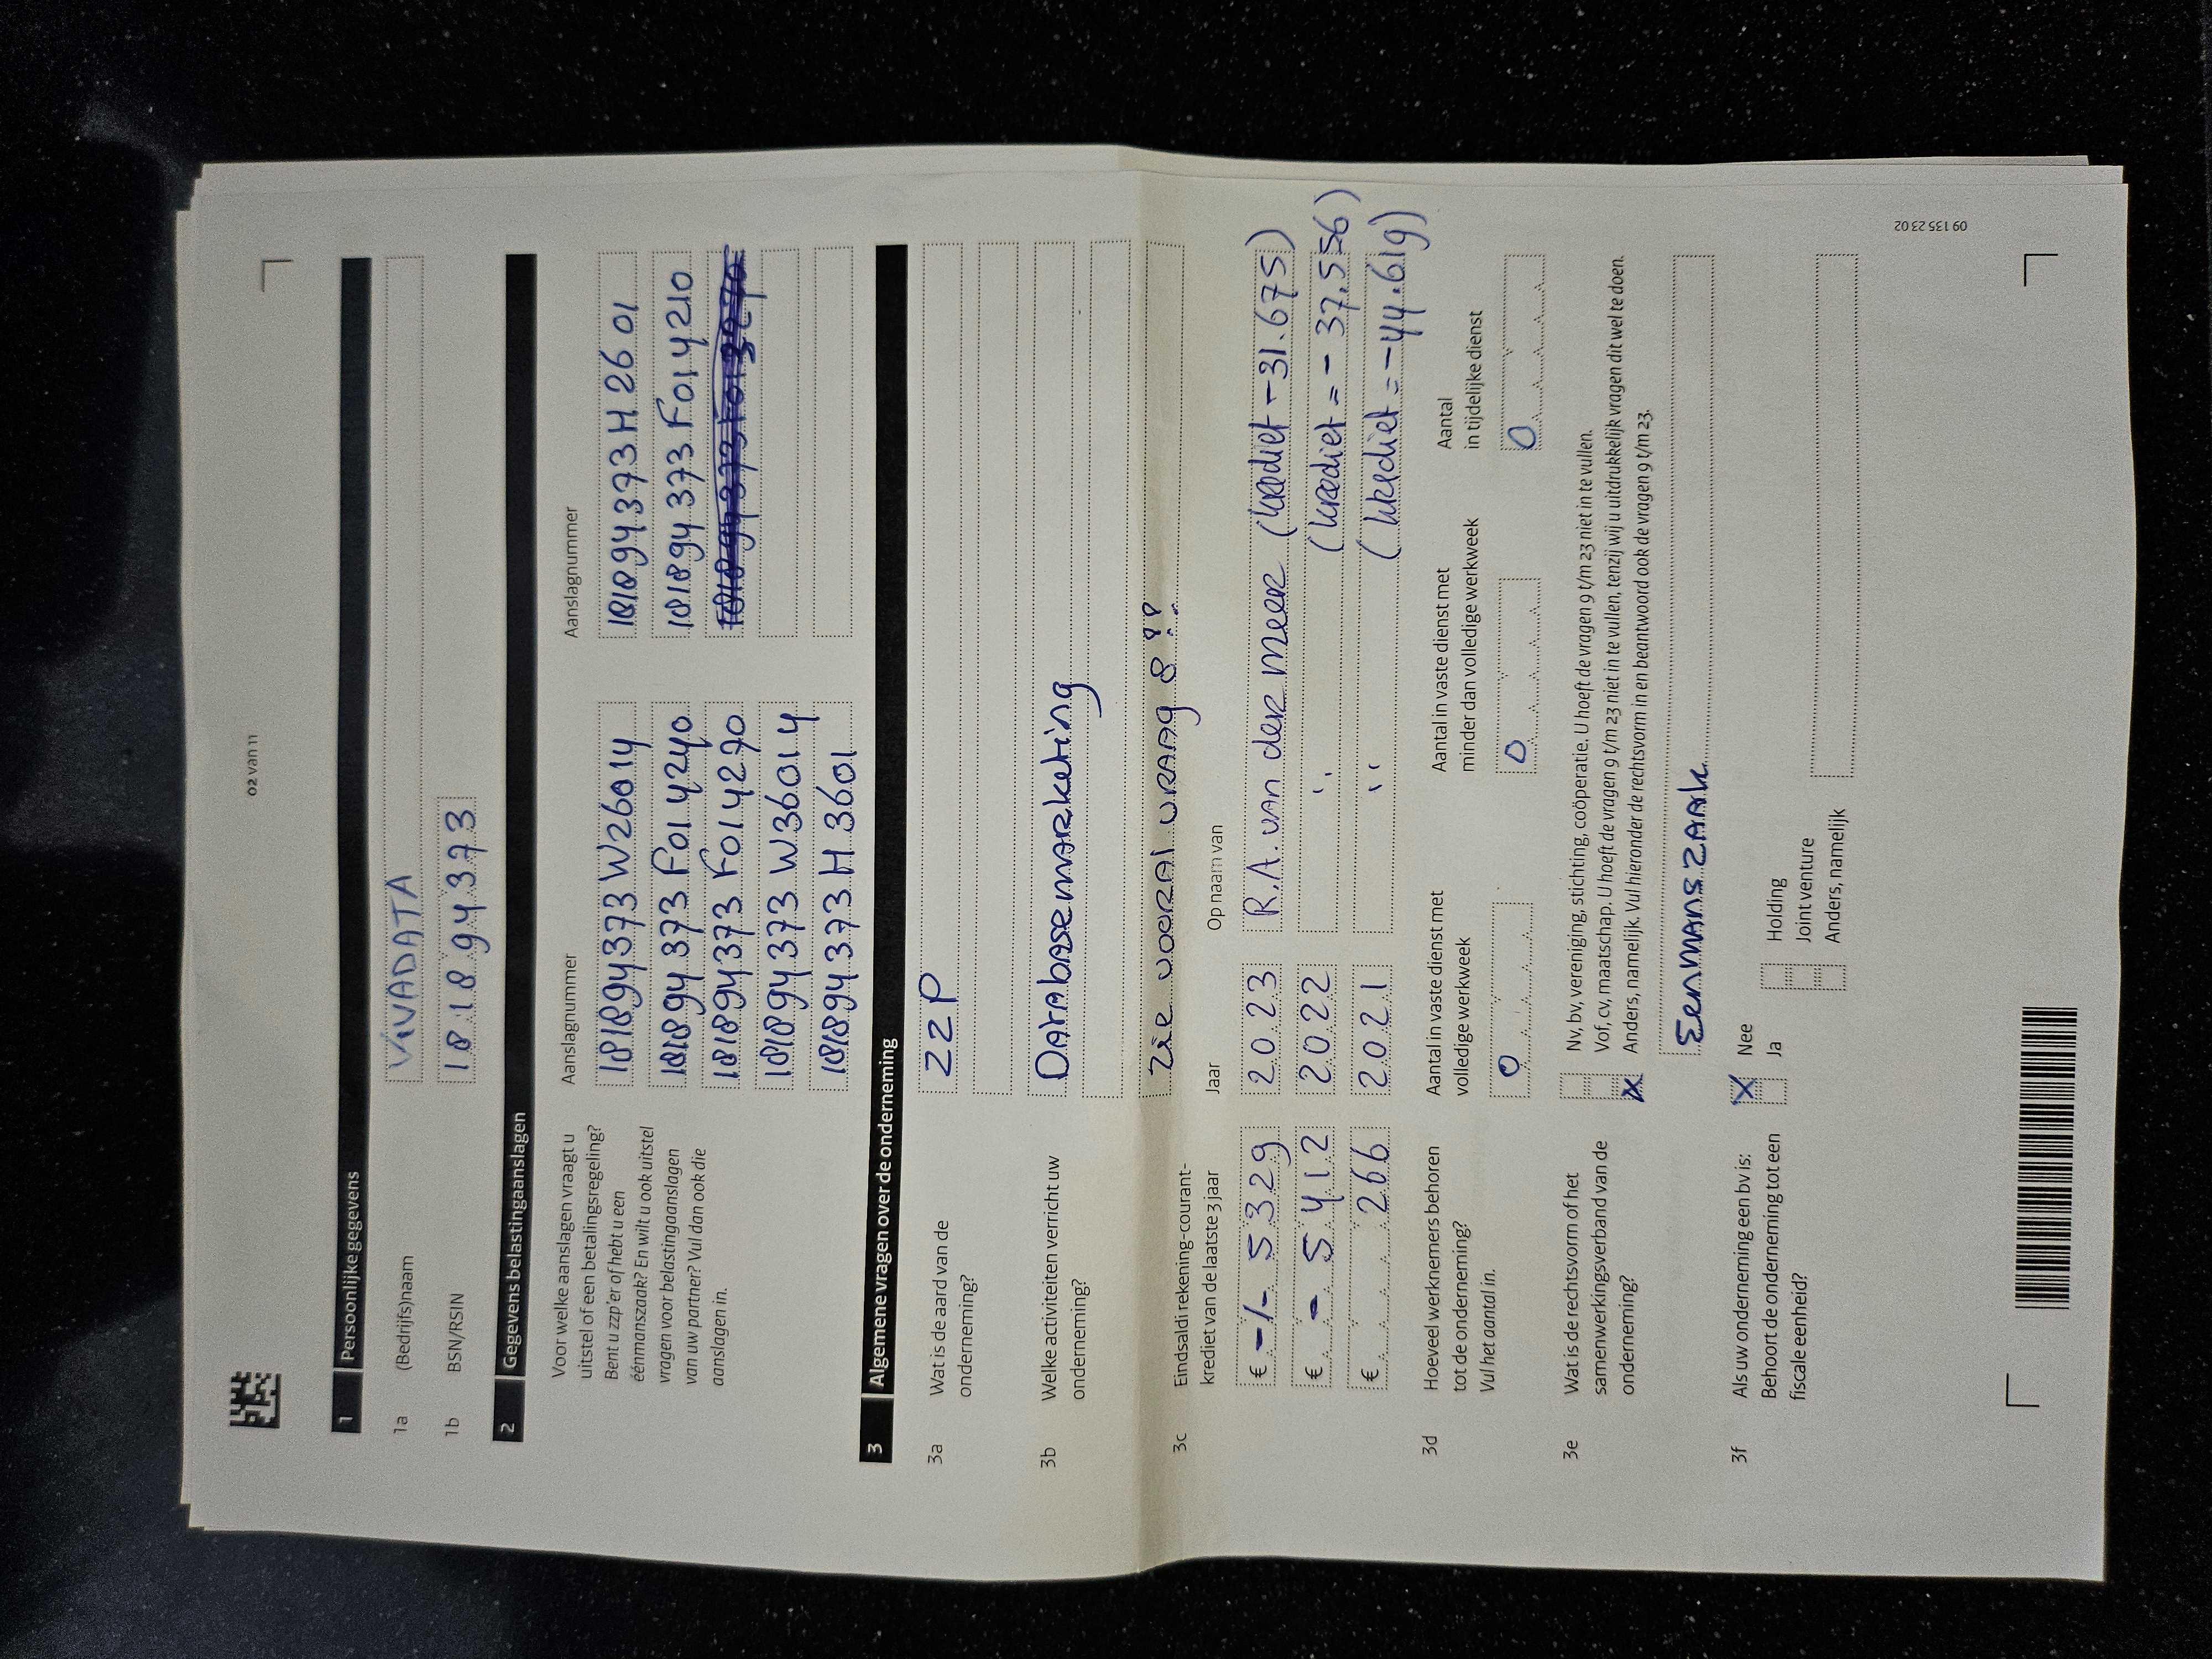 02 van 11
1 Persoonlijke gegevens
1a (Bedrijfs)naam VIVADATA
1b BSN/RSIN 181894373
2 Gegevens belastingaanslagen
Voor welke aanslagen vraagt u
uitstel of een betalingsregeling?
Bent u zzp'er of hebt u een
éénmanszaak? En wilt u ook uitstel
vragen voor belastingaanslagen
van uw partner? Vul dan ook die
aanslagen in.
Aanslagnummer Aanslagnummer
181894373 W26014 181894373 H 2601
181894373 F014240 181894373 F014210
181894373 F014270
181894373 W36014
181894373 H 3601
3 Algemene vragen over de onderneming
3a Wat is de aard van de ZZP
onderneming?
3b Welke activiteiten verricht uw Databasemarketing
onderneming?
Zie vooral vraag 8!!
3c Eindsaldi rekening-courant-
krediet van de laatste 3 jaar Jaar Op naam van
€ -/- 5329 2023 R.A. van der Meer (krediet -31.675)
€ - 5412 2022 " (krediet = - 37.556)
€ 266 2021 " (krediet = -44.619)
3d Hoeveel werknemers behoren Aantal in vaste dienst met Aantal in vaste dienst met Aantal
tot de onderneming? volledige werkweek minder dan volledige werkweek in tijdelijke dienst
Vul het aantal in. 0 0 0
3e Wat is de rechtsvorm of het Nv, bv, vereniging, stichting, coöperatie. U hoeft de vragen 9 t/m 23 niet in te vullen.
samenwerkingsverband van de Vof, cv, maatschap. U hoeft de vragen 9 t/m 23 niet in te vullen, tenzij wij u uitdrukkelijk vragen dit wel te doen.
onderneming? X Anders, namelijk. Vul hieronder de rechtsvorm in en beantwoord ook de vragen 9 t/m 23.
Eenmanszaak
3f Als uw onderneming een bv is: X Nee
Behoort de onderneming tot een Ja Holding
fiscale eenheid? Joint venture
Anders, namelijk
09 135 23 02